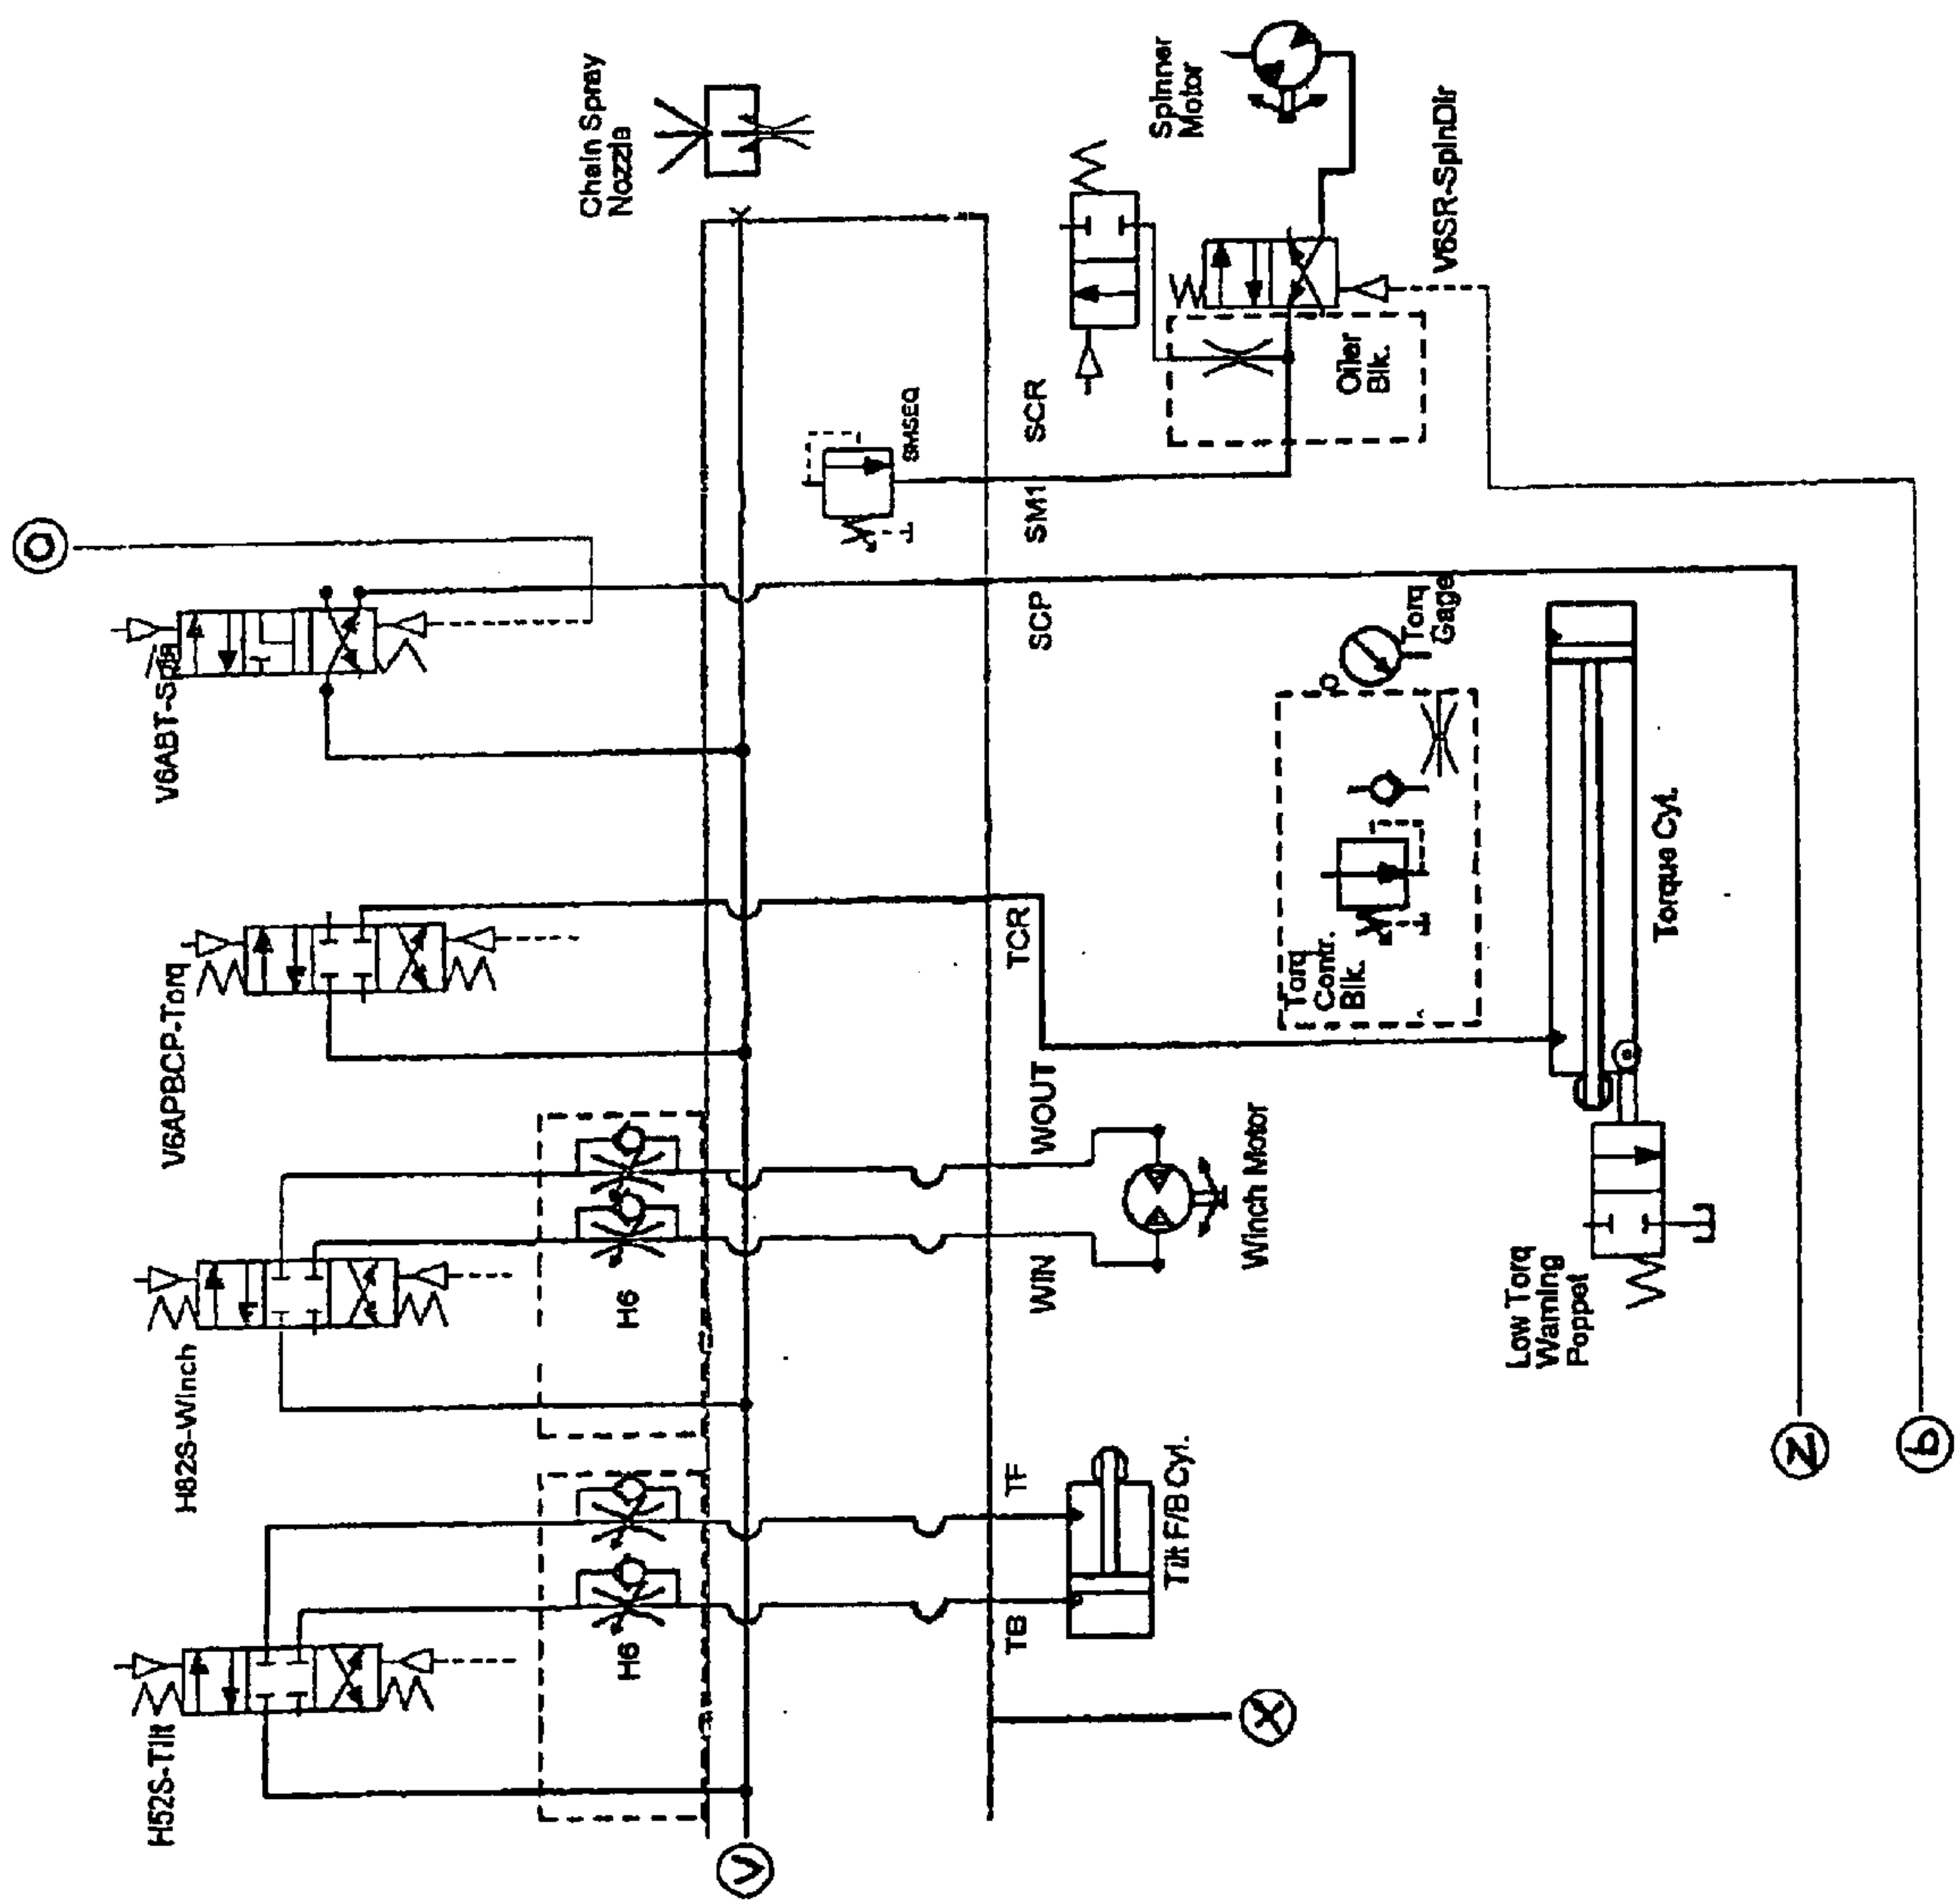 H52S-Tilt
H82S-Winch
V6APBCP-Torq
V6ABT-Spin
O
H6
H6
V
Chain Spray
Nozzle
SMSEQ
TB
TF
WIN
WOUT
TCR
SCP
SM1
SCR
X
Tilt F/B Cyl.
Winch Motor
Torq
Contr.
Blk.
Torq
Gage
Oiler
Blk.
Spinner
Motor
V6SR-SpinDir
Low Torq
Warning
Poppet
Torque Cyl.
Z
b